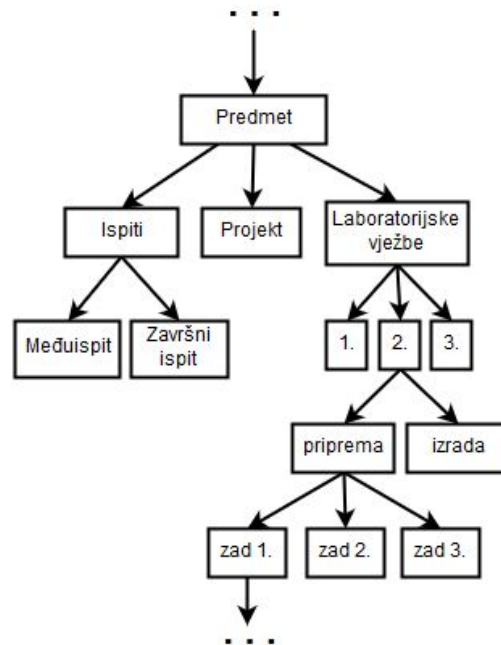 . . .
Predmet
Ispiti
Projekt
Laboratorijske
vježbe
Međuispit
Završni
ispit
1.
2.
3.
priprema
izrada
zad 1.
zad 2.
zad 3.
. . .